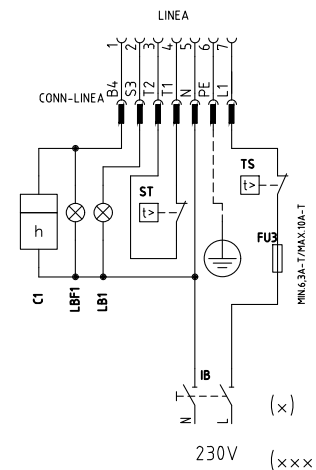 LINEA
1 2 3 4 5 6 7
B4 S3 T2 T1 N PE L1
CONN-LINEA
TS
t>
ST
t>
h
FU3
MIN.6,3A-T/MAX.10A-T
C1
LBF1
LB1
IB
N
L
(x)
230V
(xxx